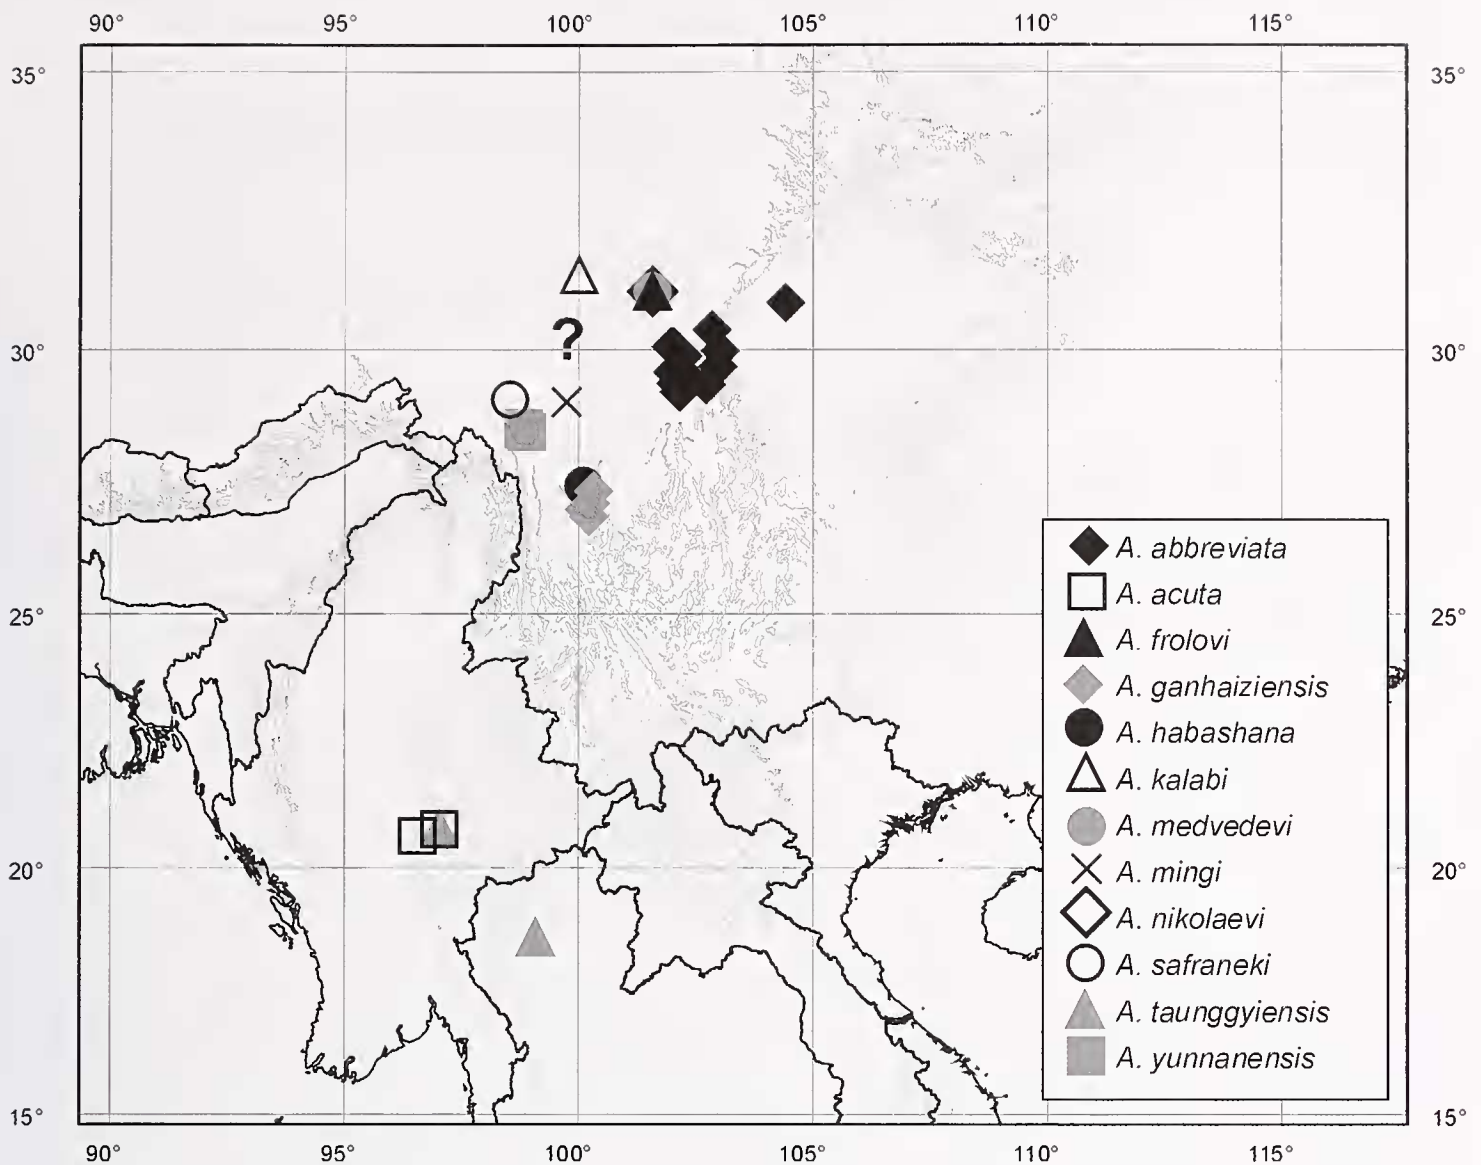 90° 95° 100° 105° 110° 115°
35° 35°
?
30° 30°
A. abbreviata
A. acuta
25° 25°
A. frolovi
A. ganhaiziensis
A. habashana
A. kalabi
A. medvedevi
20° 20°
A. mingi
A. nikolaevi
A. safraneki
A. taunggyiensis
A. yunnanensis
15° 15°
90° 95° 100° 105° 110° 115°